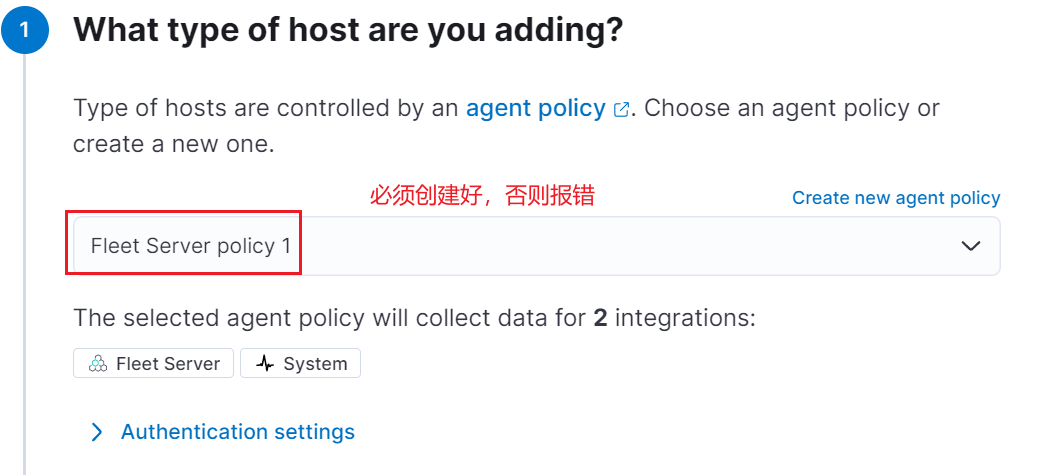 1
What type of host are you adding?
Type of hosts are controlled by an agent policy. Choose an agent policy or
create a new one.
必须创建好，否则报错
Create new agent policy
Fleet Server policy 1
The selected agent policy will collect data for 2 integrations:
Fleet Server
System
Authentication settings